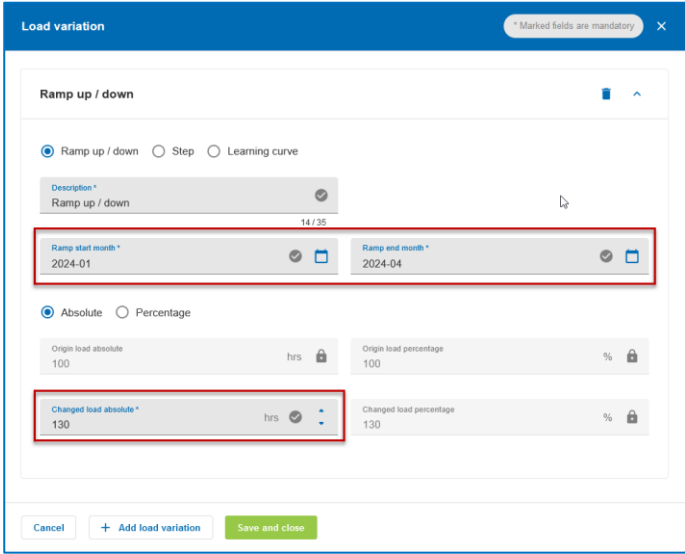 Load variation
* Marked fields are mandatory
Ramp up / down
Ramp up / down Step Learning curve
Description *
Ramp up / down
14 / 35
Ramp start month * Ramp end month *
2024-01 2024-04
Absolute Percentage
Origin load absolute Origin load percentage
100 hrs 100 %
Changed load absolute * Changed load percentage
130 hrs 130 %
Cancel + Add load variation Save and close